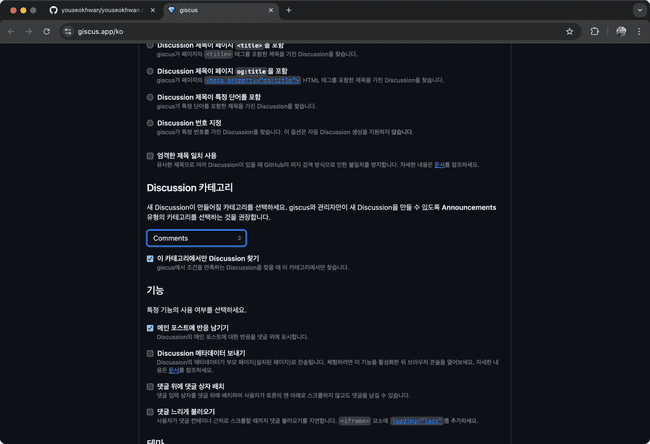 youseokhwan/youseokhwan.
giscus
giscus.app/ko
Discussion 제목이 페이지 <title> 을 포함
giscus가 페이지의 <title> 태그를 포함한 제목을 가진 Discussion을 찾습니다.
Discussion 제목이 페이지 og:title 을 포함
giscus가 페이지의 <meta property="og:title"> HTML 태그를 포함한 제목을 가진 Discussion을 찾습니다.
Discussion 제목이 특정 단어를 포함
giscus가 특정 단어를 포함한 제목을 가진 Discussion을 찾습니다.
Discussion 번호 지정
giscus가 특정 번호를 가진 Discussion을 찾습니다. 이 옵션은 자동 Discussion 생성을 지원하지 않습니다.
엄격한 제목 일치 사용
유사한 제목으로 여러 Discussion이 있을 때 GitHub의 퍼지 검색 방식으로 인한 불일치를 방지합니다. 자세한 내용은 문서를 참조하세요.
Discussion 카테고리
새 Discussion이 만들어질 카테고리를 선택하세요. giscus와 관리자만이 새 Discussion을 만들 수 있도록 Announcements
유형의 카테고리를 선택하는 것을 권장합니다.
Comments
이 카테고리에서만 Discussion 찾기
giscus에서 조건을 만족하는 Discussion을 찾을 때 이 카테고리에서만 찾습니다.
기능
특정 기능의 사용 여부를 선택하세요.
메인 포스트에 반응 남기기
Discussion의 메인 포스트에 대한 반응을 댓글 위에 표시합니다.
Discussion 메타데이터 보내기
Discussion의 메타데이터가 부모 페이지(설치된 페이지)로 전송됩니다. 체험하려면 이 기능을 활성화한 뒤 브라우저 콘솔을 열어보세요. 자세한 내
용은 문서를 참조하세요.
댓글 위에 댓글 상자 배치
댓글 입력 상자를 댓글 위에 배치하여 사용자가 토론의 맨 아래로 스크롤하지 않고도 댓글을 남길 수 있습니다.
댓글 느리게 불러오기
사용자가 댓글 컨테이너 근처로 스크롤할 때까지 댓글 불러오기를 지연합니다. <iframe> 요소에 loading="lazy" 를 추가하세요.
테마